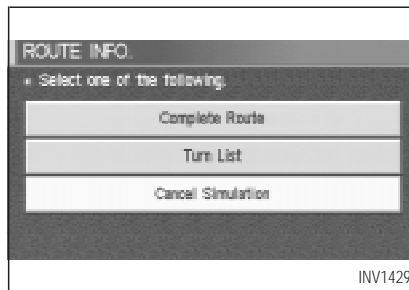 ROUTE INFO.
Select one of the following.
Complete Route
Turn List
Cancel Simulation
INV1429